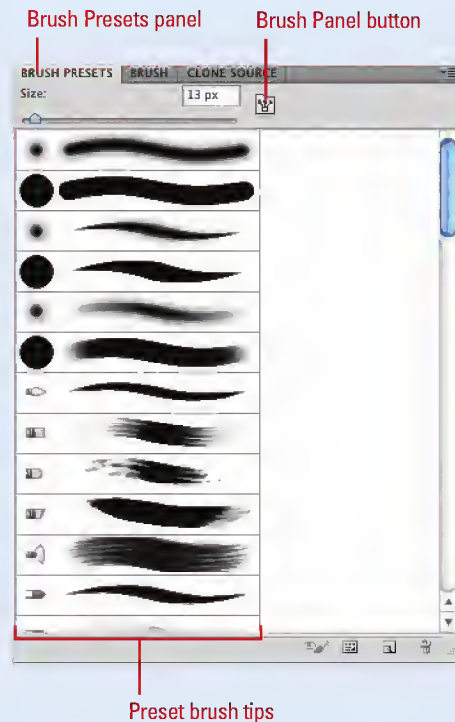 Brush Presets panel
Brush Panel button
BRUSH PRESETS BRUSH CLONE SOURCE
Size: 13 px
Preset brush tips